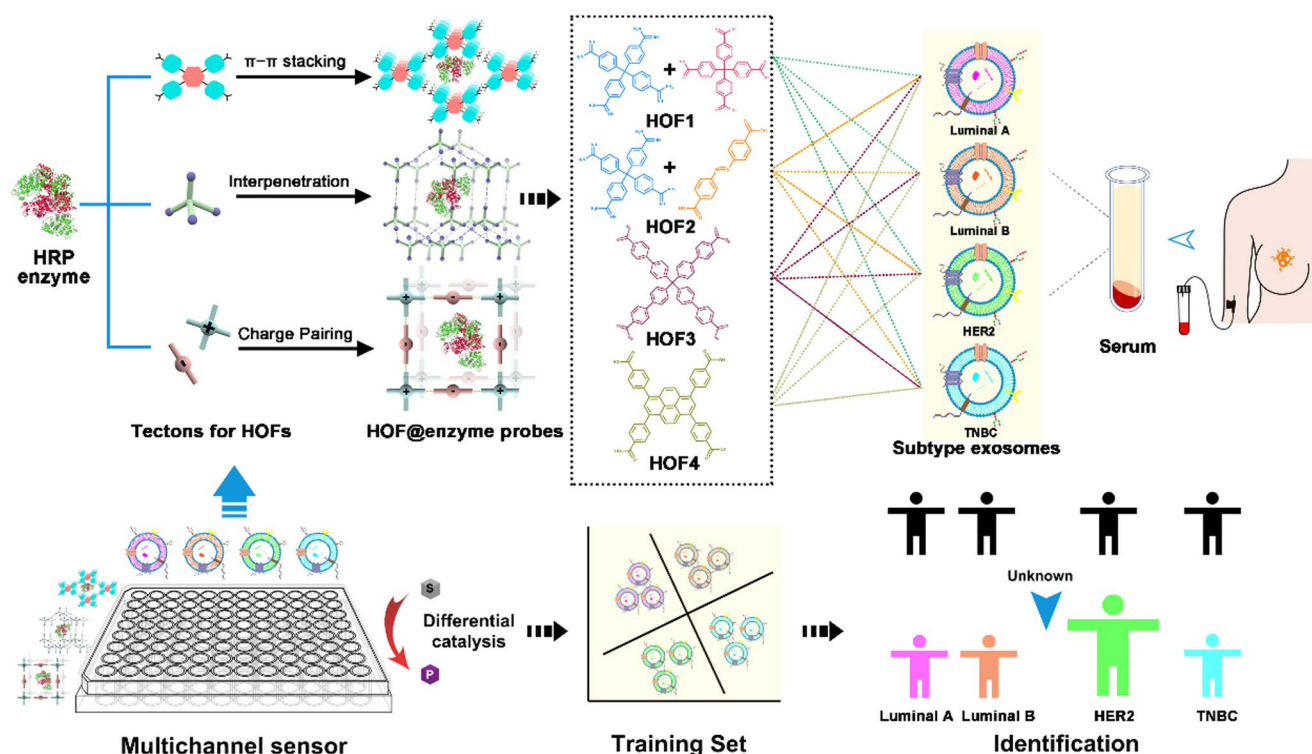 π–π stacking
Interpenetration
Charge Pairing
HRP
enzyme
Tectons for HOFs
HOF@enzyme probes
+
HOF1
+
HOF2
HOF3
HOF4
Luminal A
Luminal B
HER2
TNBC
Subtype exosomes
Serum
S
Differential
catalysis
P
Multichannel sensor
Training Set
Unknown
Luminal A
Luminal B
HER2
TNBC
Identification